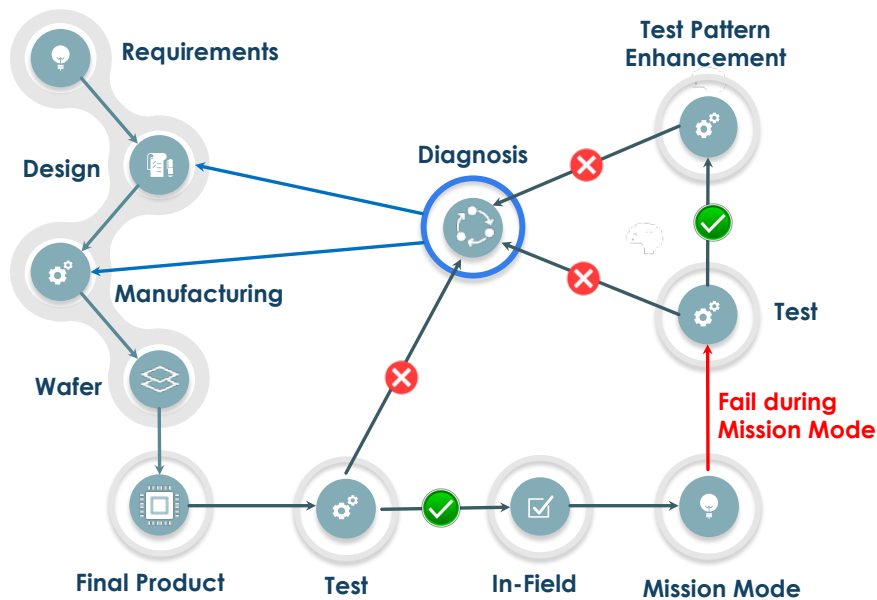 Requirements
Test Pattern
Enhancement
Design
Diagnosis
Manufacturing
Test
Wafer
Fail during
Mission Mode
Final Product
Test
In-Field
Mission Mode